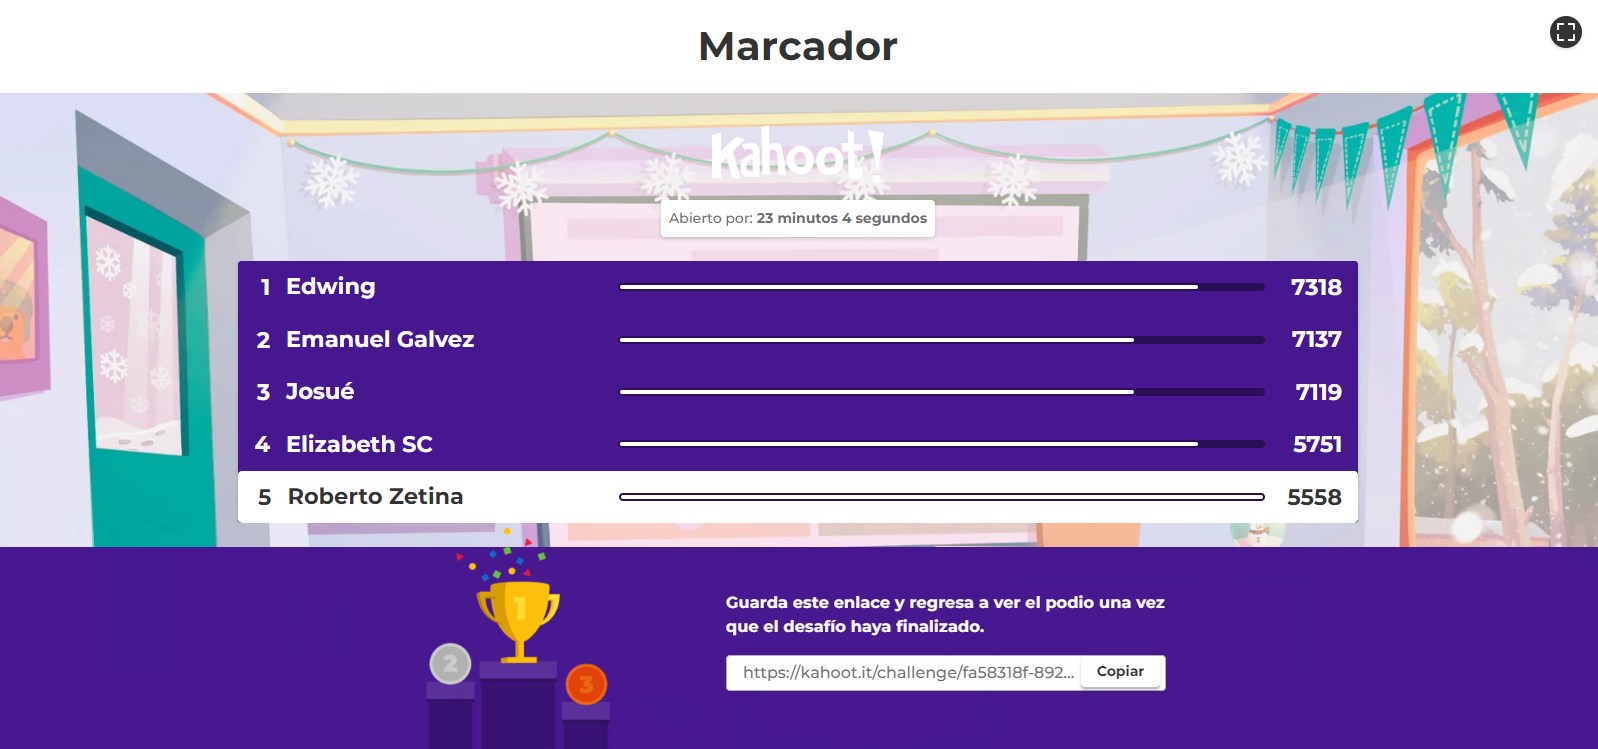 Marcador
Kahoot!
Abierto por: 23 minutos 4 segundos
1 Edwing 7318
2 Emanuel Galvez 7137
3 Josué 7119
4 Elizabeth SC 5751
5 Roberto Zetina 5558
1
2
3
Guarda este enlace y regresa a ver el podio una vez
que el desafío haya finalizado.
https://kahoot.it/challenge/fa58318f-892... Copiar